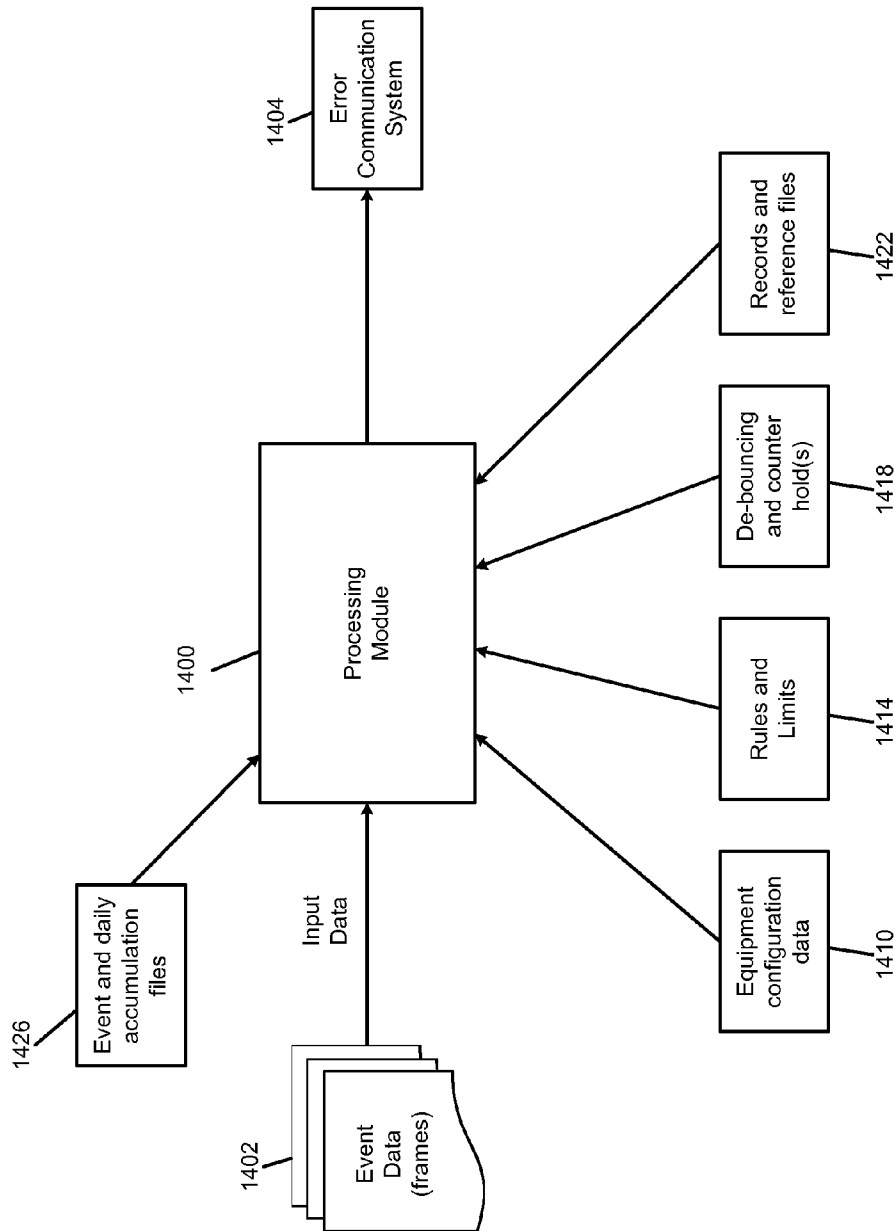 1426
Event and daily
accumulation
files
1402
Event
Data
(frames)
Input
Data
1400
Processing
Module
1404
Error
Communication
System
Equipment
configuration
data
1410
Rules and
Limits
1414
De-bouncing
and counter
hold(s)
1418
Records and
reference files
1422